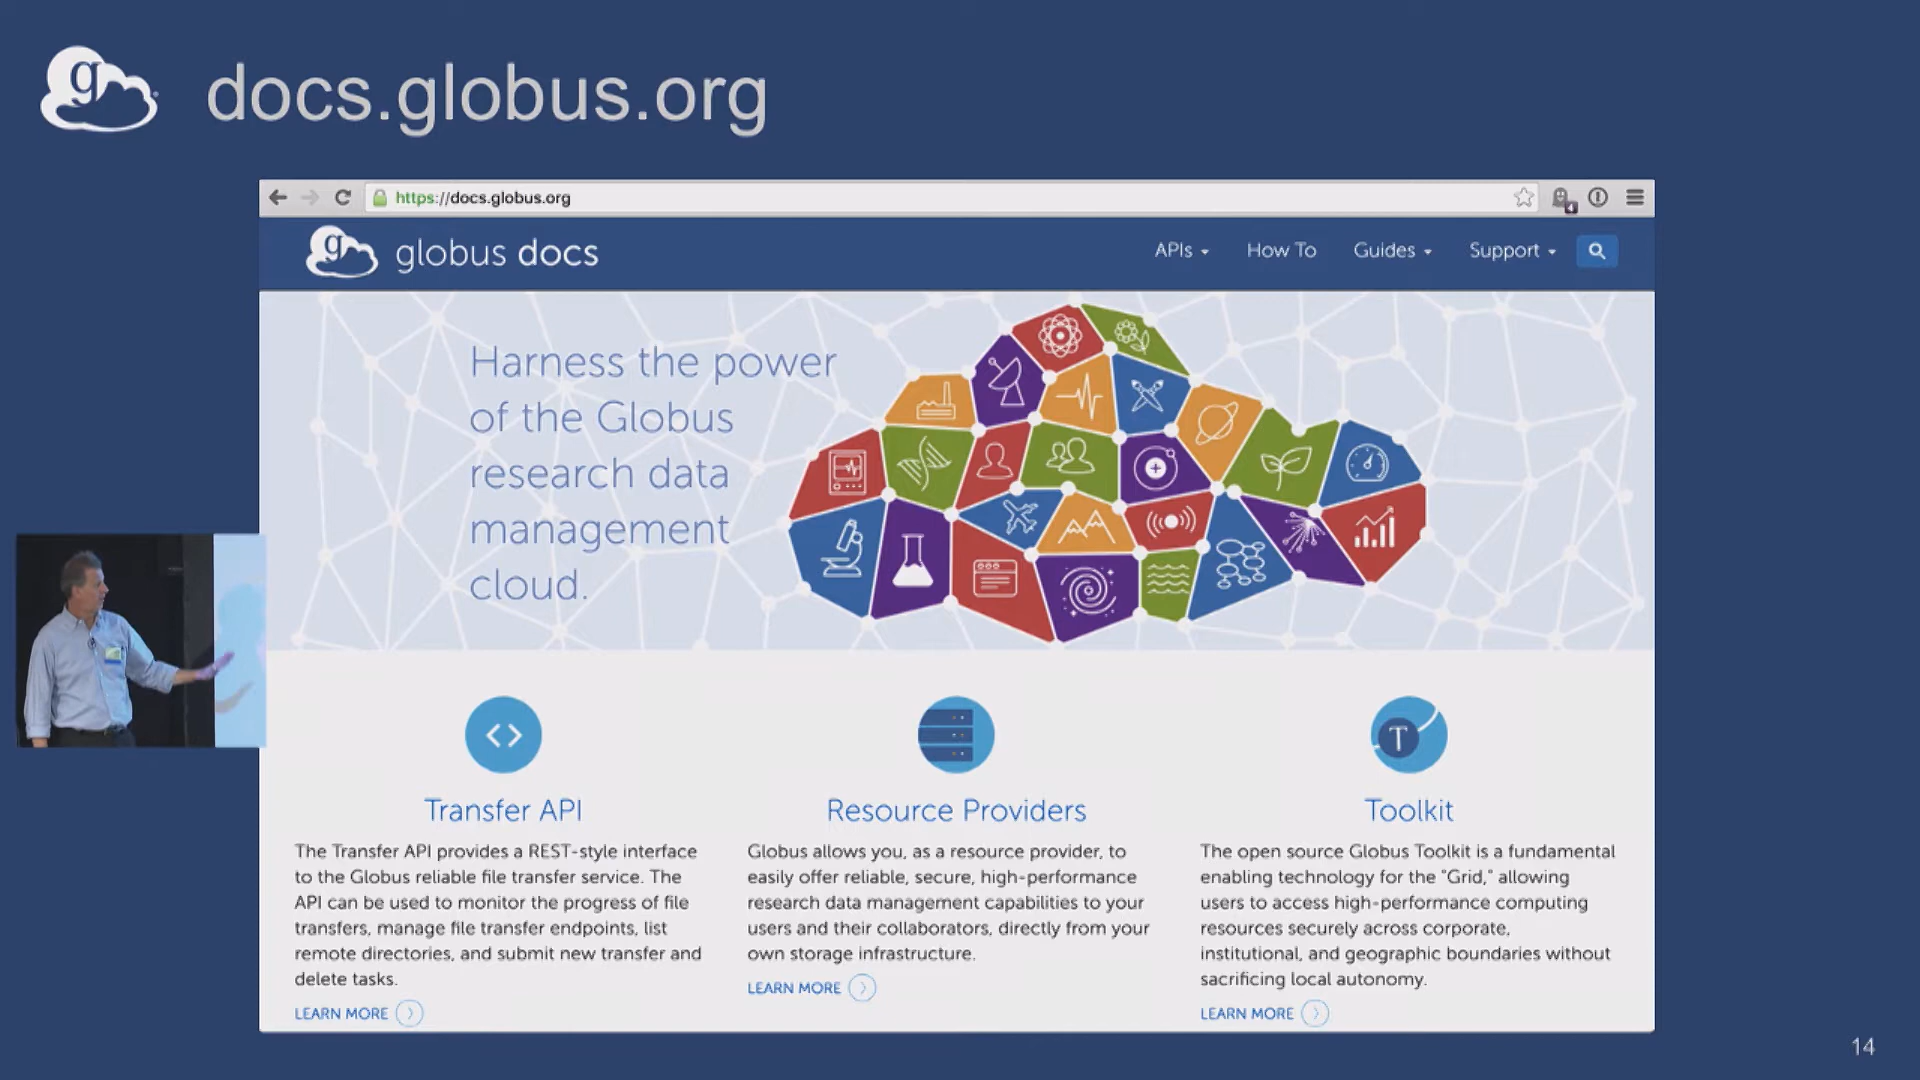 g docs.globus.org
https://docs.globus.org
4
g globus docs
APIs
How To
Guides
Support
Harness the power
of the Globus
research data
management
cloud.
T
Transfer API
The Transfer API provides a REST-style interface
to the Globus reliable file transfer service. The
API can be used to monitor the progress of file
transfers, manage file transfer endpoints, list
remote directories, and submit new transfer and
delete tasks.
LEARN MORE
Resource Providers
Globus allows you, as a resource provider, to
easily offer reliable, secure, high-performance
research data management capabilities to your
users and their collaborators, directly from your
own storage infrastructure.
LEARN MORE
Toolkit
The open source Globus Toolkit is a fundamental
enabling technology for the "Grid," allowing
users to access high-performance computing
resources securely across corporate,
institutional, and geographic boundaries without
sacrificing local autonomy.
LEARN MORE
14